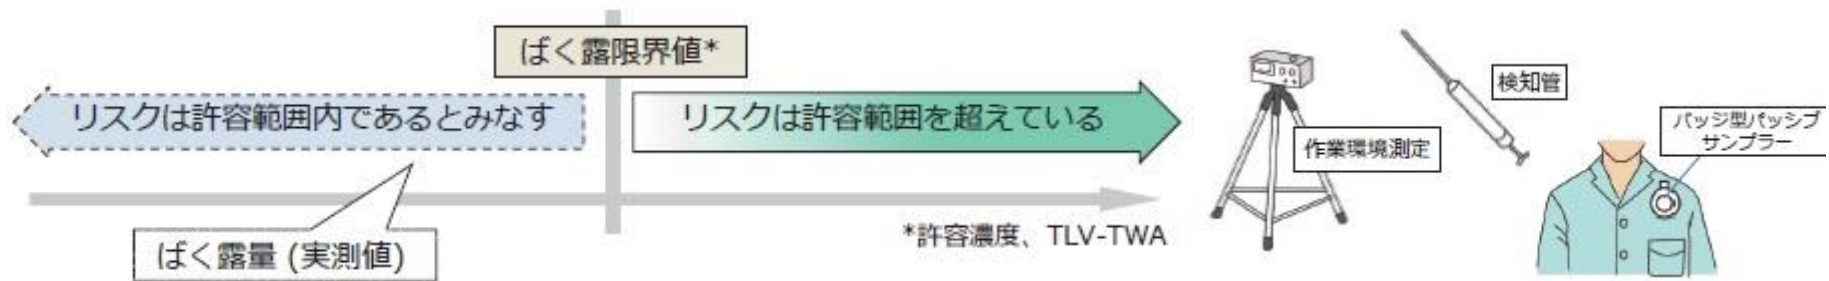 ばく露限界値*
リスクは許容範囲内であるとみなす
リスクは許容範囲を超えている
ばく露量 (実測値)
*許容濃度、TLV-TWA
作業環境測定
検知管
バッジ型パッシブ
サンプラー